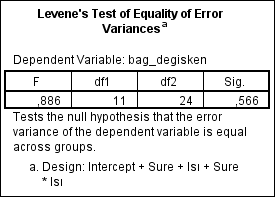 Levene's Test of Equality of Error
Variances a
Dependent Variable: bag_degisken
F df1 df2 Sig.
,886 11 24 ,566
Tests the null hypothesis that the error
variance of the dependent variable is equal
across groups.
a. Design: Intercept + Sure + Isı + Sure
* Isı